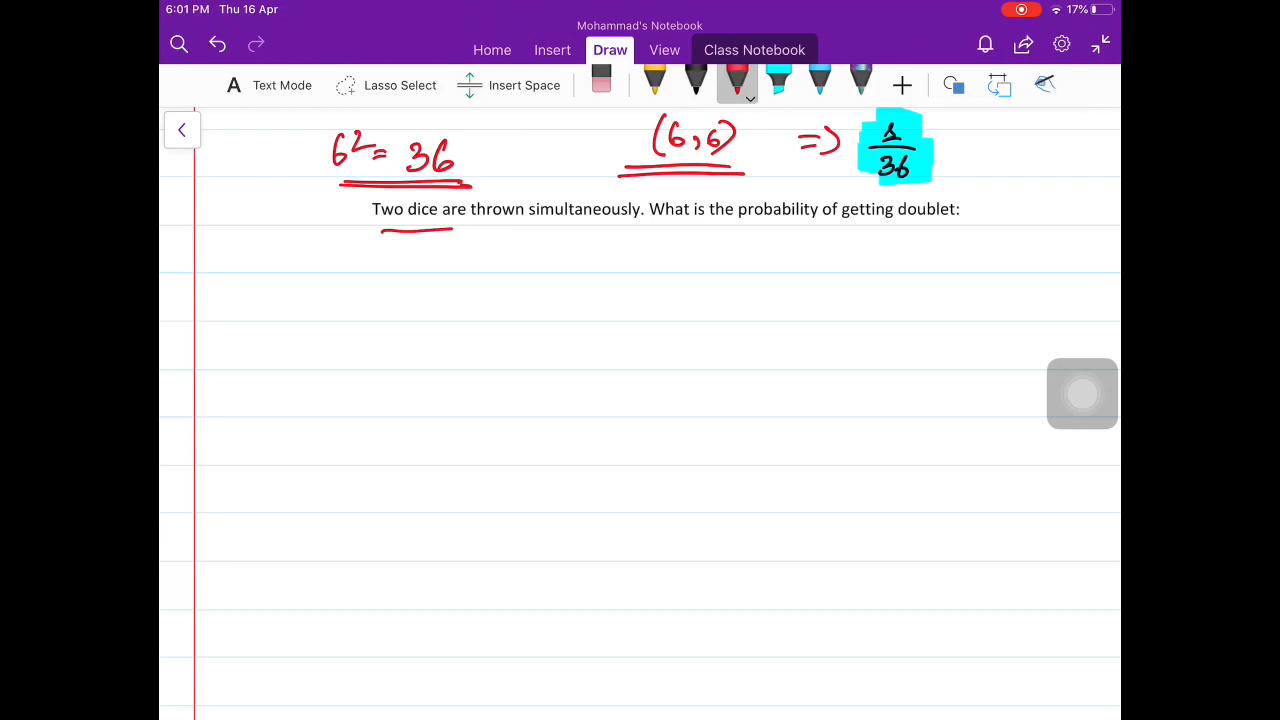 6:01 PM Thu 16 Apr 17%
Mohammad's Notebook
Home Insert Draw View Class Notebook
A Text Mode Lasso Select Insert Space
6² = 36 (6,6) => 1/36
Two dice are thrown simultaneously. What is the probability of getting doublet: